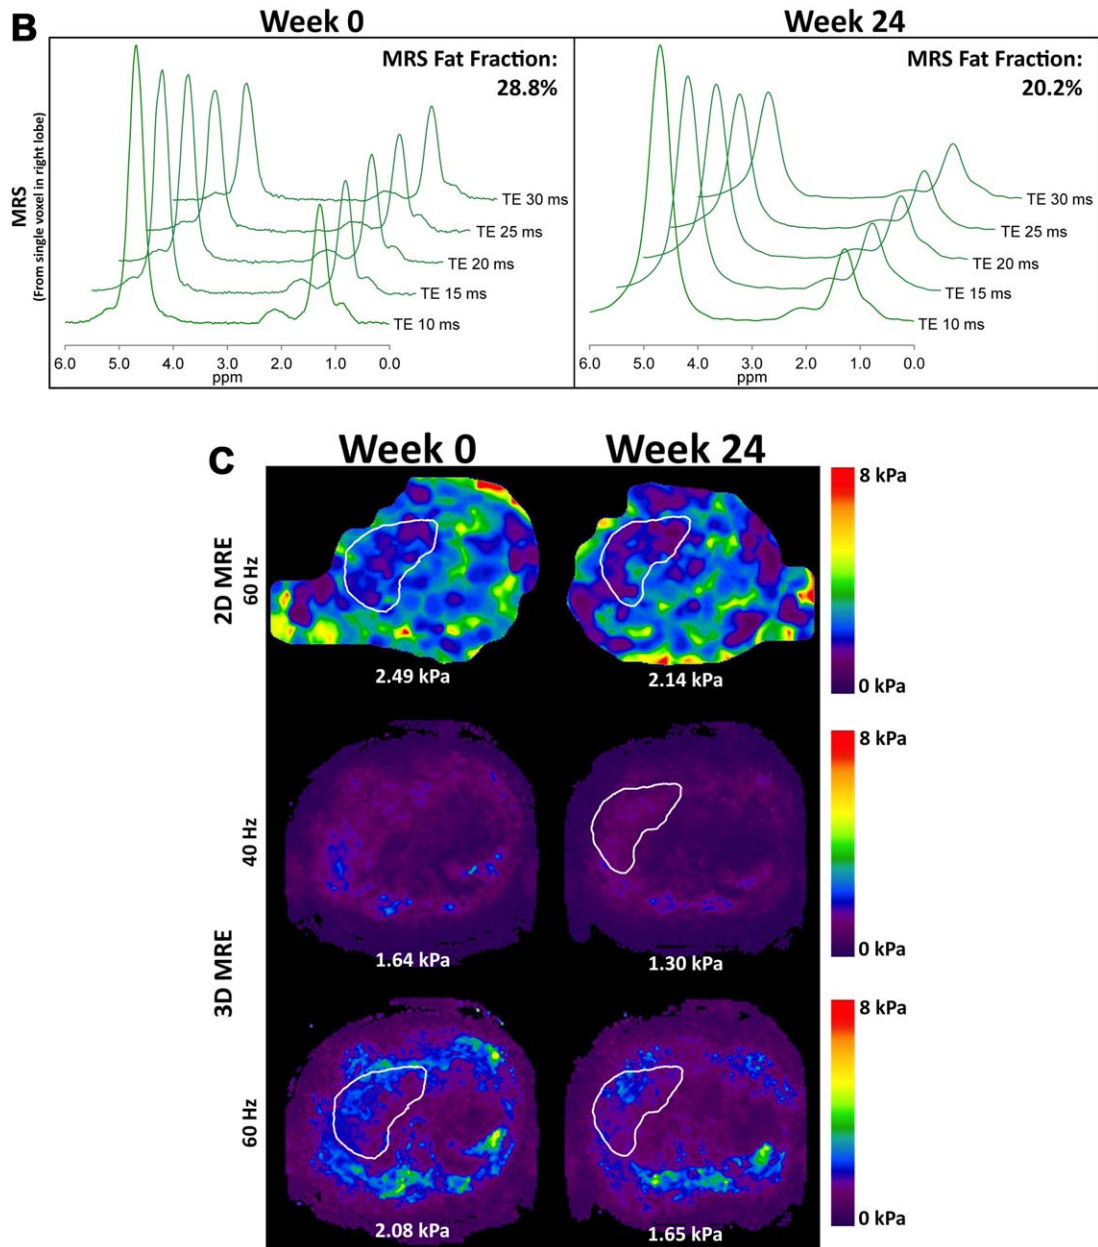 B
Week 0
Week 24
MRS
(From single voxel in right lobe)
MRS Fat Fraction:
28.8%
TE 30 ms
TE 25 ms
TE 20 ms
TE 15 ms
TE 10 ms
6.0 5.0 4.0 3.0 2.0 1.0 0.0
ppm
MRS Fat Fraction:
20.2%
TE 30 ms
TE 25 ms
TE 20 ms
TE 15 ms
TE 10 ms
6.0 5.0 4.0 3.0 2.0 1.0 0.0
ppm
C
Week 0
Week 24
2D MRE
60 Hz
2.49 kPa
2.14 kPa
8 kPa
0 kPa
3D MRE
40 Hz
1.64 kPa
1.30 kPa
8 kPa
0 kPa
60 Hz
2.08 kPa
1.65 kPa
8 kPa
0 kPa